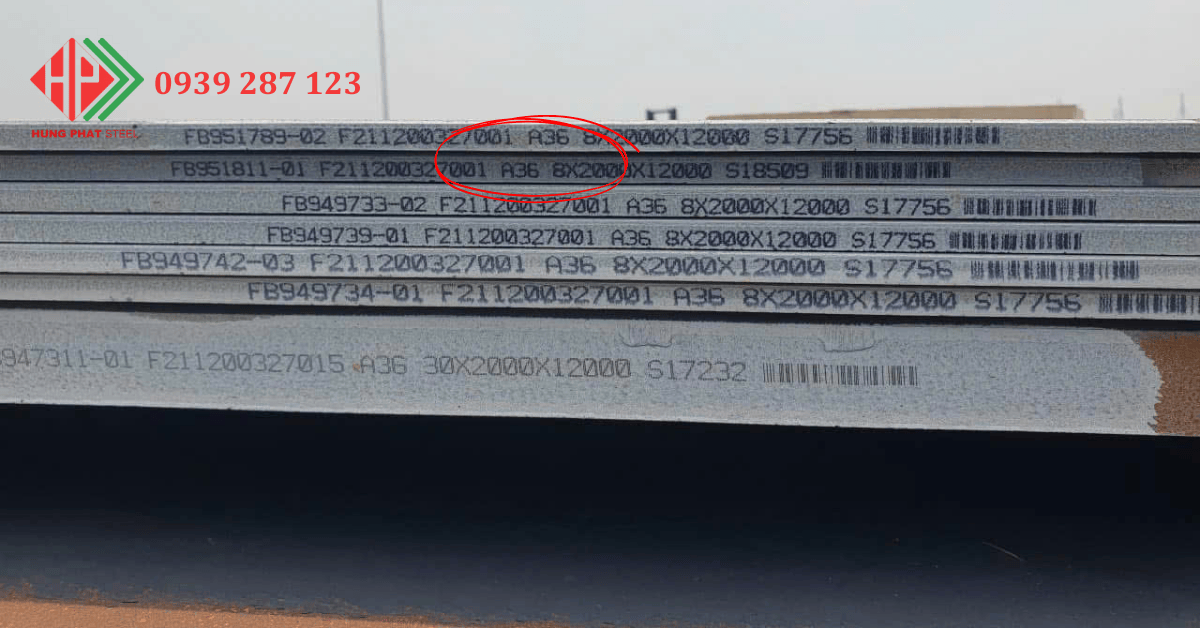 0939 287 123
HUNG PHAT STEEL
FB951789-02 F211200327001 A36 8X2000X12000 S17756
FB951811-01 F211200327001 A36 8X2000X12000 S18509
FB949733-02 F211200327001 A36 8X2000X12000 S17756
FB949739-01 F211200327001 A36 8X2000X12000 S17756
FB949742-03 F211200327001 A36 8X2000X12000 S17756
FB949734-01 F211200327001 A36 8X2000X12000 S17756
947311-01 F211200327015 A36 30X2000X12000 S17232